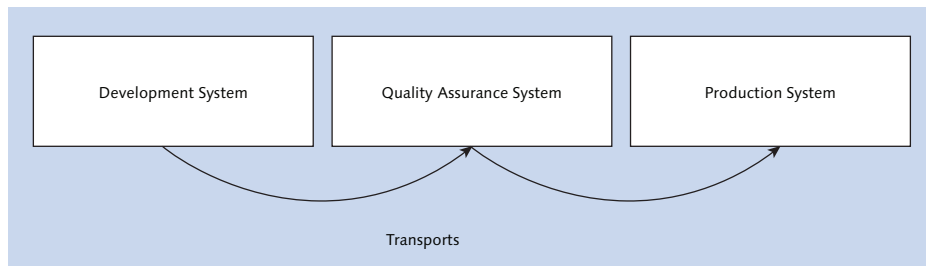 Development System
Quality Assurance System
Production System
Transports